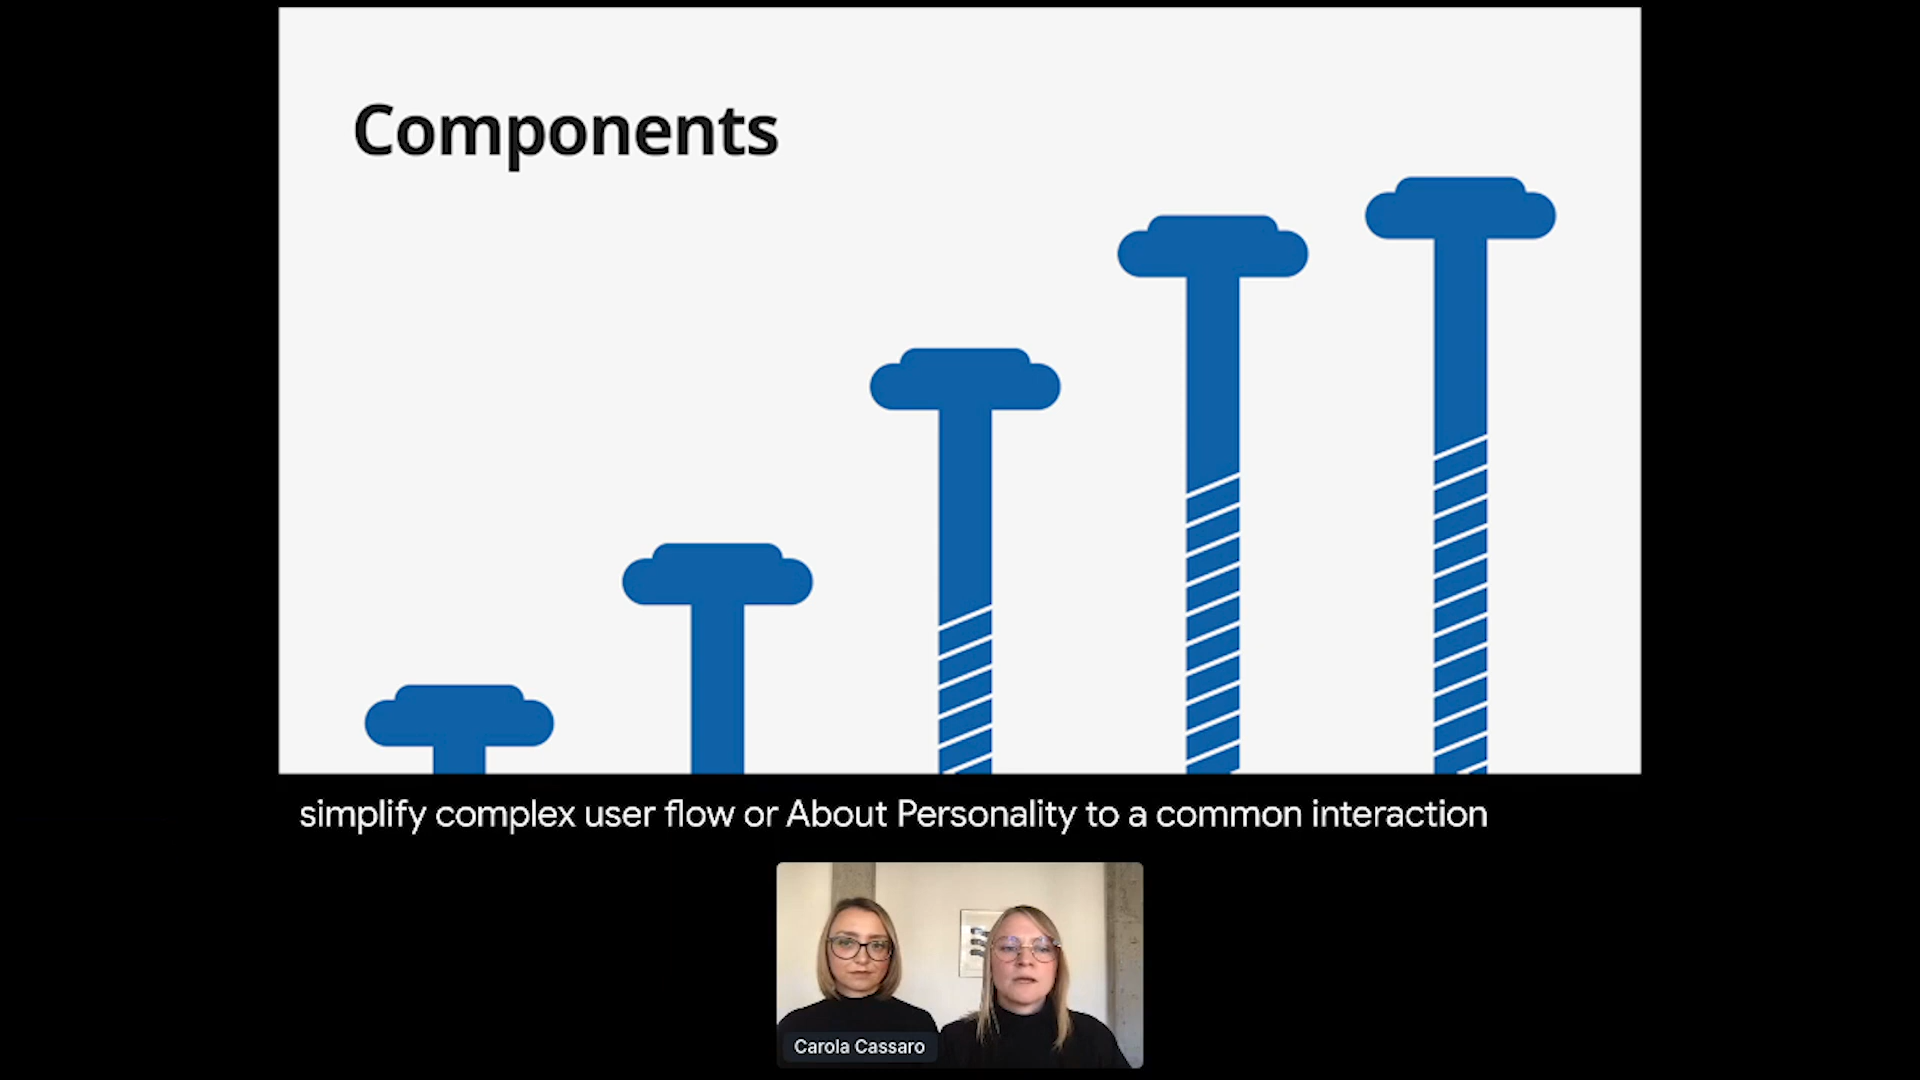 Components
simplify complex user flow or About Personality to a common interaction
Carola Cassaro